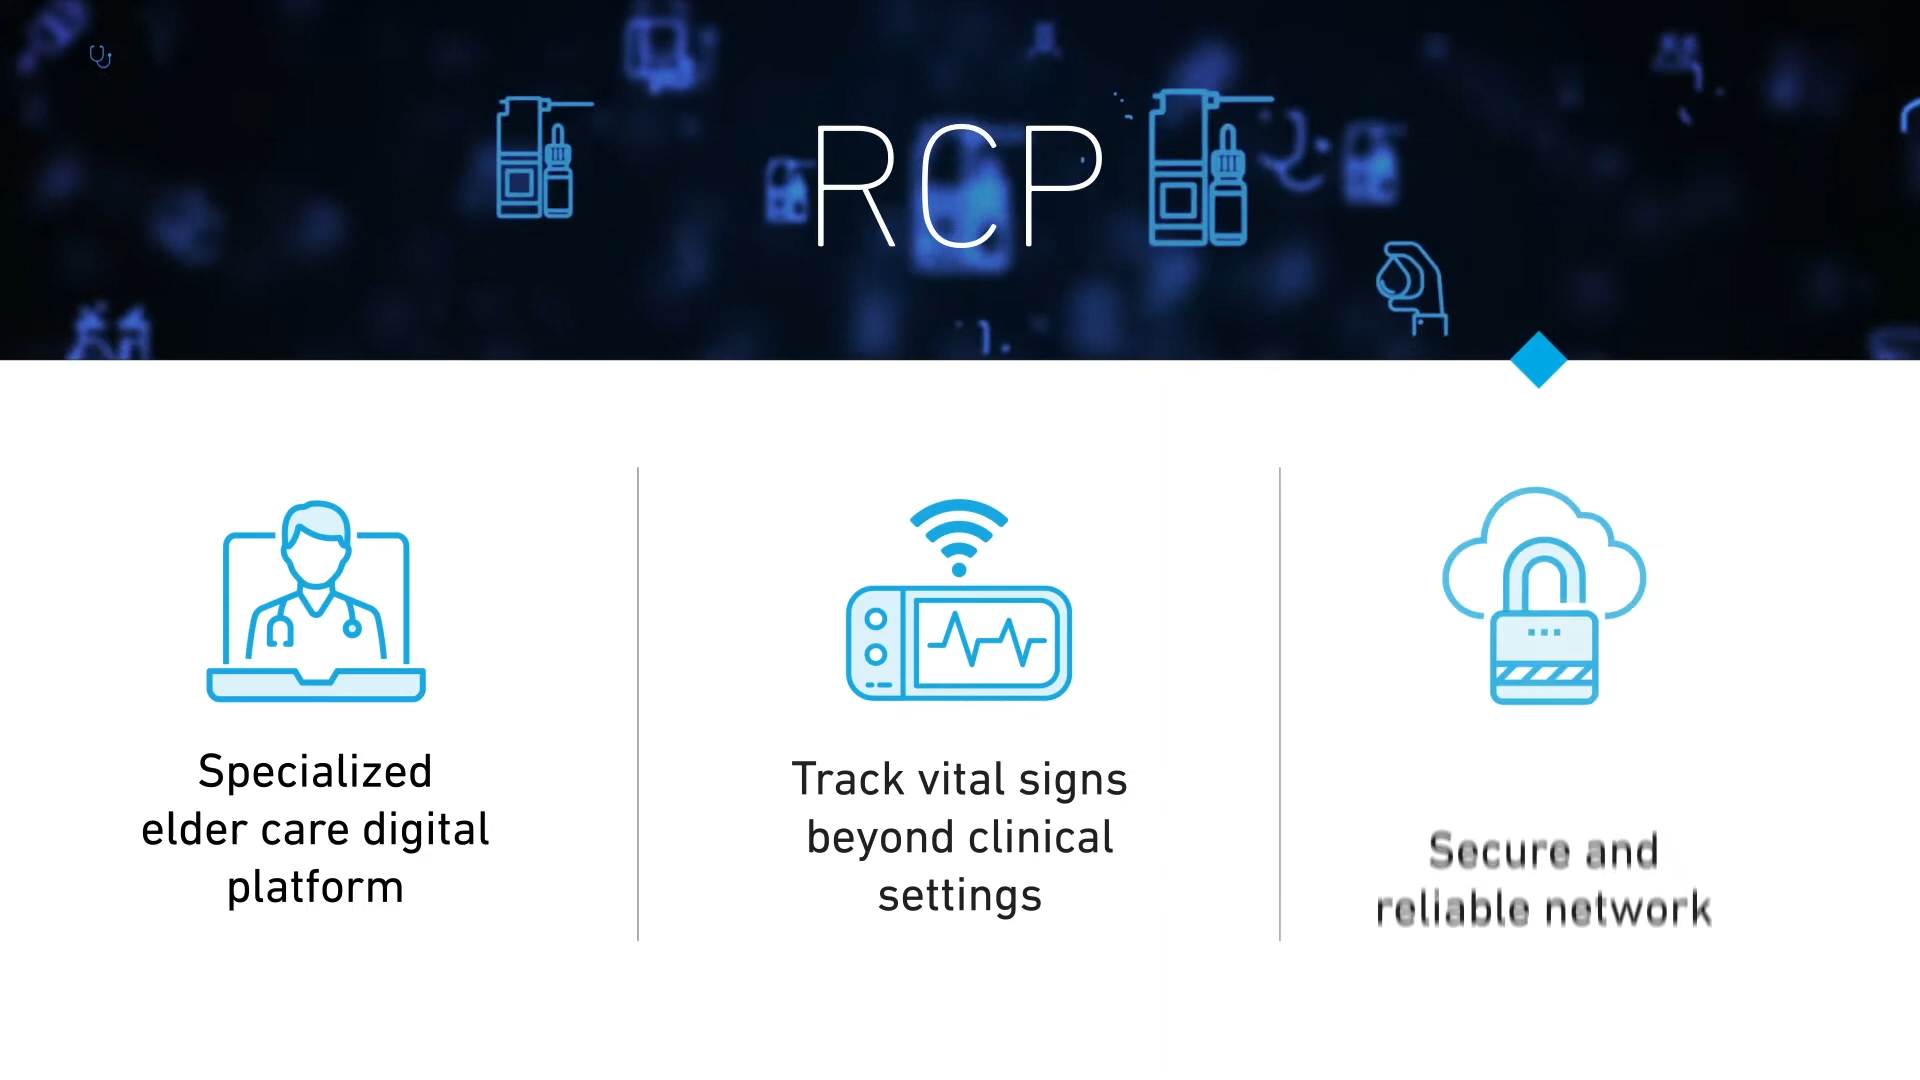 RCP
Specialized
elder care digital
platform
Track vital signs
beyond clinical
settings
Secure and
reliable network